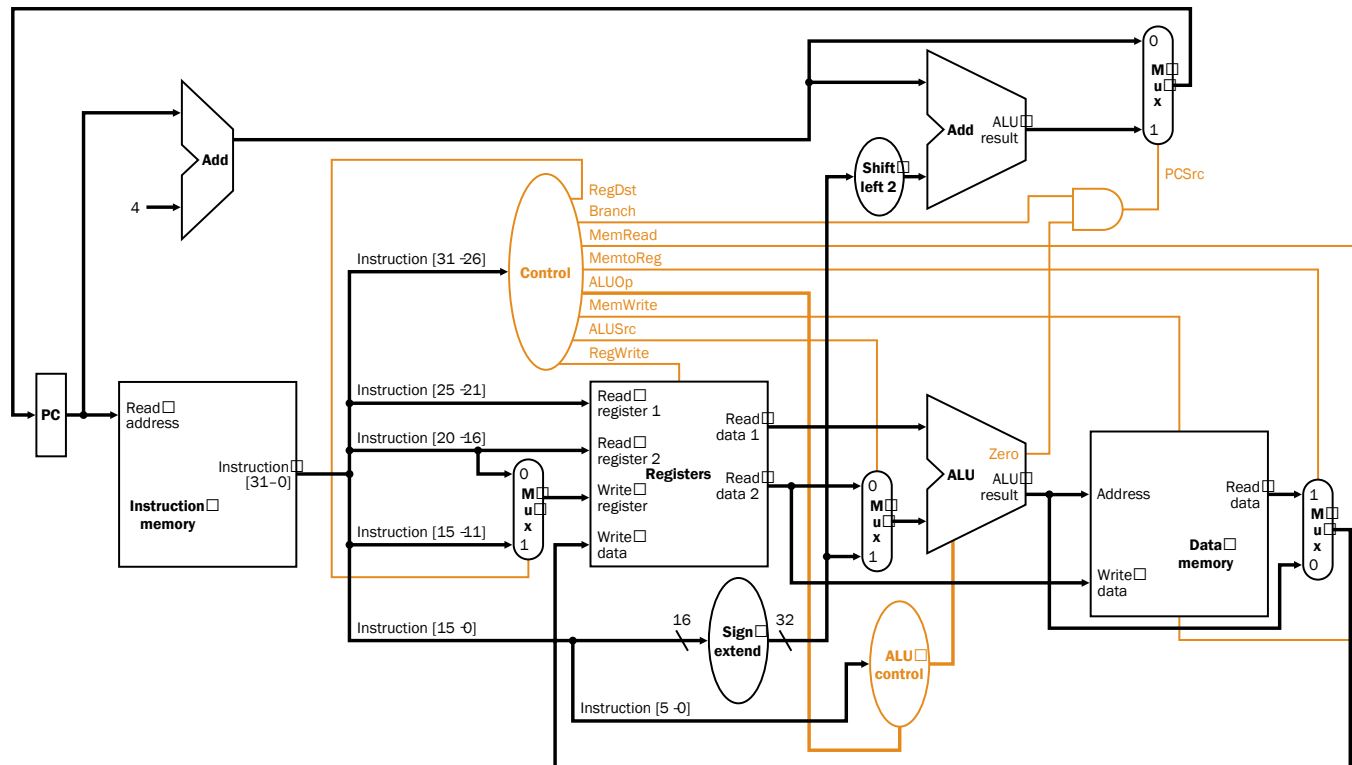 0
M
u
x
1
Add
ALU
result
Shift
left 2
PCSrc
Add
4
RegDst
Branch
MemRead
MemtoReg
ALUOp
MemWrite
ALUSrc
RegWrite
Control
Instruction [31-26]
PC
Read
address
Instruction
[31–0]
Instruction
memory
Instruction [25-21]
Instruction [20-16]
Instruction [15-11]
0
M
u
x
1
Read
register 1
Read
register 2
Write
register
Write
data
Registers
Read
data 1
Read
data 2
0
M
u
x
1
Zero
ALU
ALU
result
Address
Write
data
Read
data
Data
memory
1
M
u
x
0
Instruction [15-0]
16
Sign
extend
32
ALU
control
Instruction [5-0]